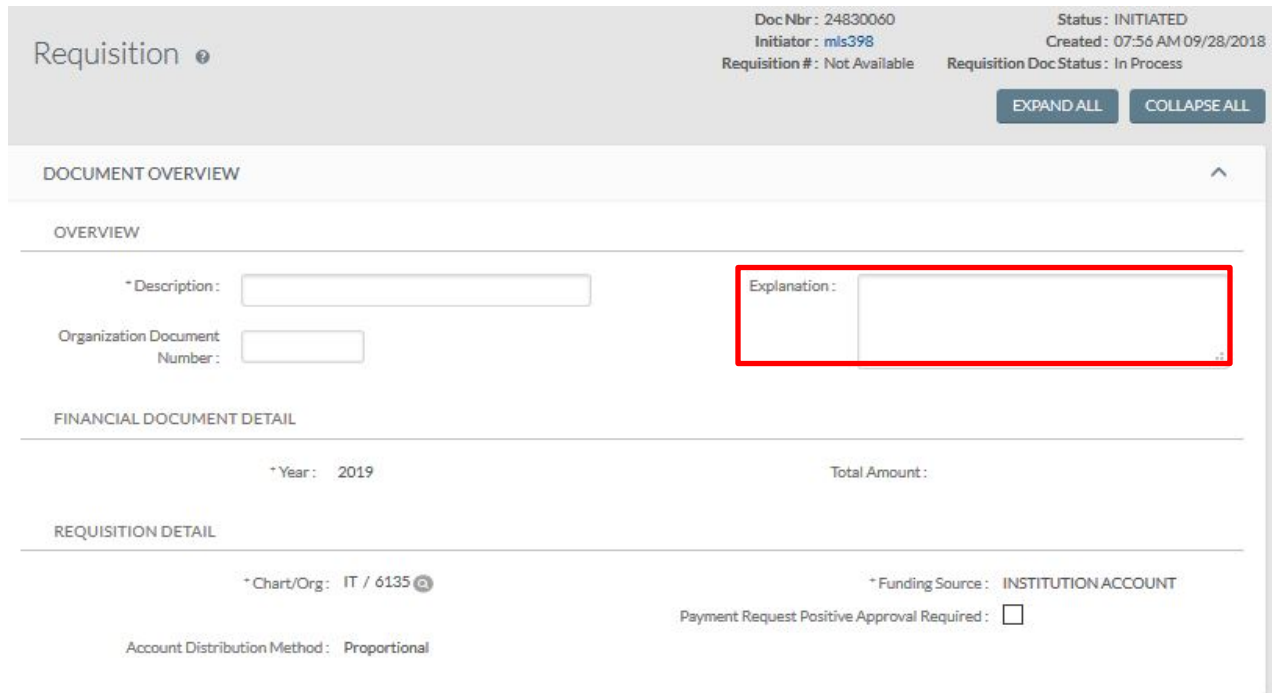 Requisition
Doc Nbr : 24830060 Status : INITIATED
Initiator : mls398 Created : 07:56 AM 09/28/2018
Requisition # : Not Available Requisition Doc Status : In Process
EXPAND ALL COLLAPSE ALL
DOCUMENT OVERVIEW
OVERVIEW
* Description : Explanation :
Organization Document
Number :
FINANCIAL DOCUMENT DETAIL
* Year : 2019 Total Amount :
REQUISITION DETAIL
* Chart/Org : IT / 6135 * Funding Source : INSTITUTION ACCOUNT
Payment Request Positive Approval Required :
Account Distribution Method : Proportional